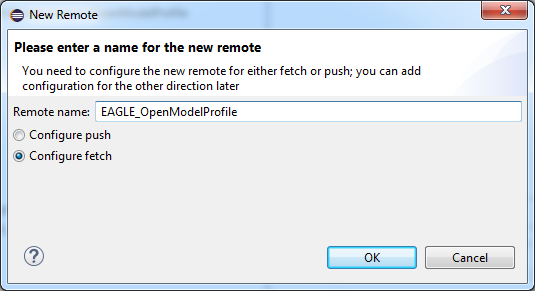 New Remote
Please enter a name for the new remote
You need to configure the new remote for either fetch or push; you can add
configuration for the other direction later
Remote name: EAGLE_OpenModelProfile
Configure push
Configure fetch
OK Cancel